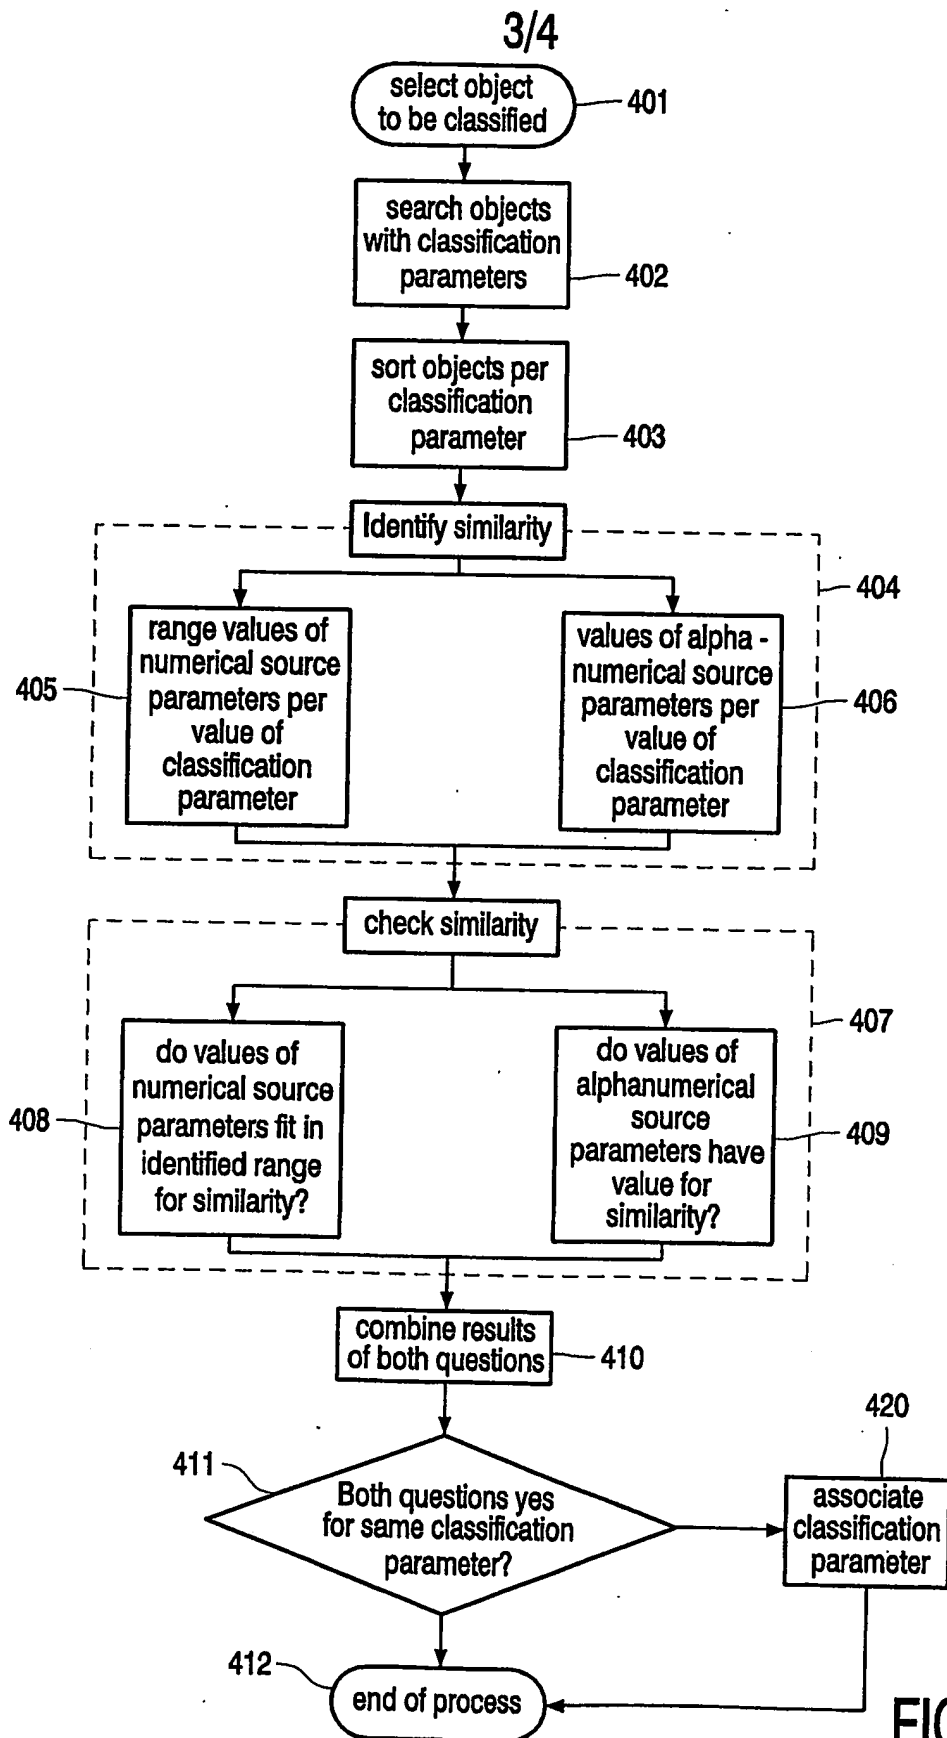 3/4
select object
to be classified
401
search objects
with classification
parameters
402
sort objects per
classification
parameter
403
Identify similarity
404
range values of
numerical source
parameters per
value of
classification
parameter
405
values of alpha -
numerical source
parameters per
value of
classification
parameter
406
check similarity
407
do values of
numerical source
parameters fit in
identified range
for similarity?
408
do values of
alphanumerical
source
parameters have
value for
similarity?
409
combine results
of both questions
410
411
Both questions yes
for same classification
parameter?
420
associate
classification
parameter
412
end of process
FIG